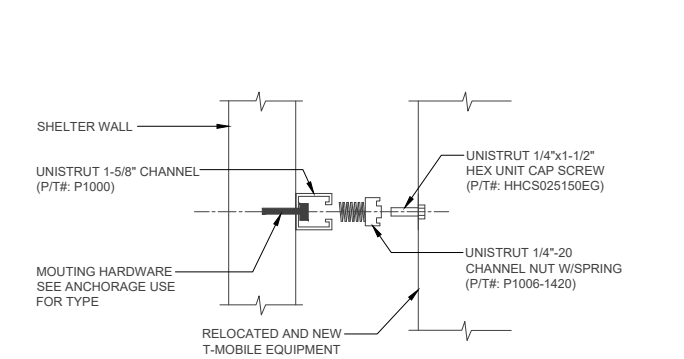 SHELTER WALL
UNISTRUT 1-5/8" CHANNEL
(P/T#: P1000)
MOUTING HARDWARE
SEE ANCHORAGE USE
FOR TYPE
RELOCATED AND NEW
T-MOBILE EQUIPMENT
UNISTRUT 1/4"x1-1/2"
HEX UNIT CAP SCREW
(P/T#: HHCS025150EG)
UNISTRUT 1/4"-20
CHANNEL NUT W/SPRING
(P/T#: P1006-1420)